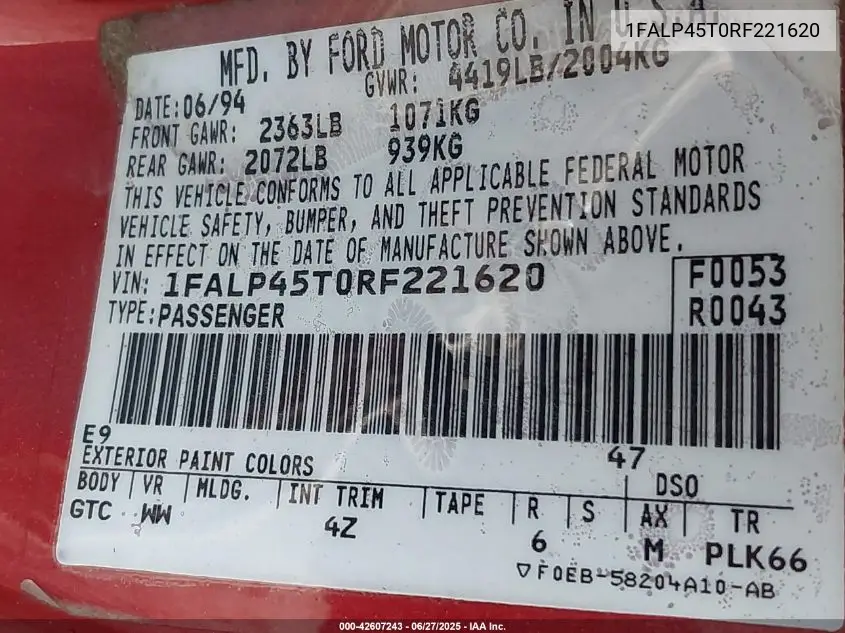 1FALP45T0RF221620
MFD. BY FORD MOTOR CO. IN U.S.A.
DATE:06/94 GVWR: 4419LB/2004KG
FRONT GAWR: 2363LB 1071KG
REAR GAWR: 2072LB 939KG
THIS VEHICLE CONFORMS TO ALL APPLICABLE FEDERAL MOTOR
VEHICLE SAFETY, BUMPER, AND THEFT PREVENTION STANDARDS
IN EFFECT ON THE DATE OF MANUFACTURE SHOWN ABOVE.
VIN: 1FALP45T0RF221620 F0053
TYPE:PASSENGER R0043
E9 47
EXTERIOR PAINT COLORS DSO
BODY VR MLDG. INT TRIM TAPE R S AX TR
GTC WW 4Z 6 M PLK66
▽ F0EB-58204A10-AB
000-42607243 - 06/27/2025 - IAA Inc.